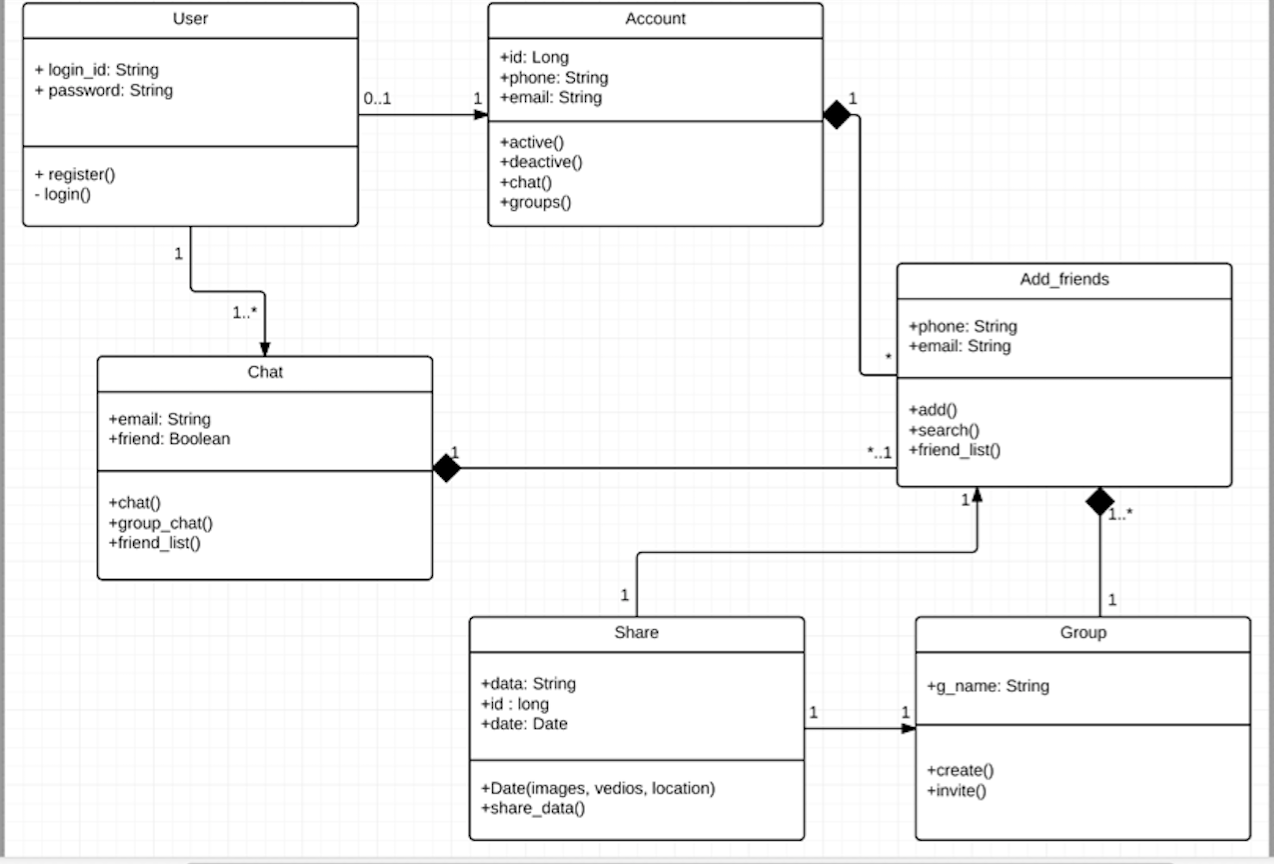 User
+ login_id: String
+ password: String
+ register()
- login()
0..1
1
Account
+id: Long
+phone: String
+email: String
+active()
+deactive()
+chat()
+groups()
1
1
1..*
*
Add_friends
+phone: String
+email: String
+add()
+search()
+friend_list()
Chat
+email: String
+friend: Boolean
+chat()
+group_chat()
+friend_list()
1
*..1
1
1..*
1
1
Share
+data: String
+id : long
+date: Date
+Date(images, vedios, location)
+share_data()
1
1
Group
+g_name: String
+create()
+invite()